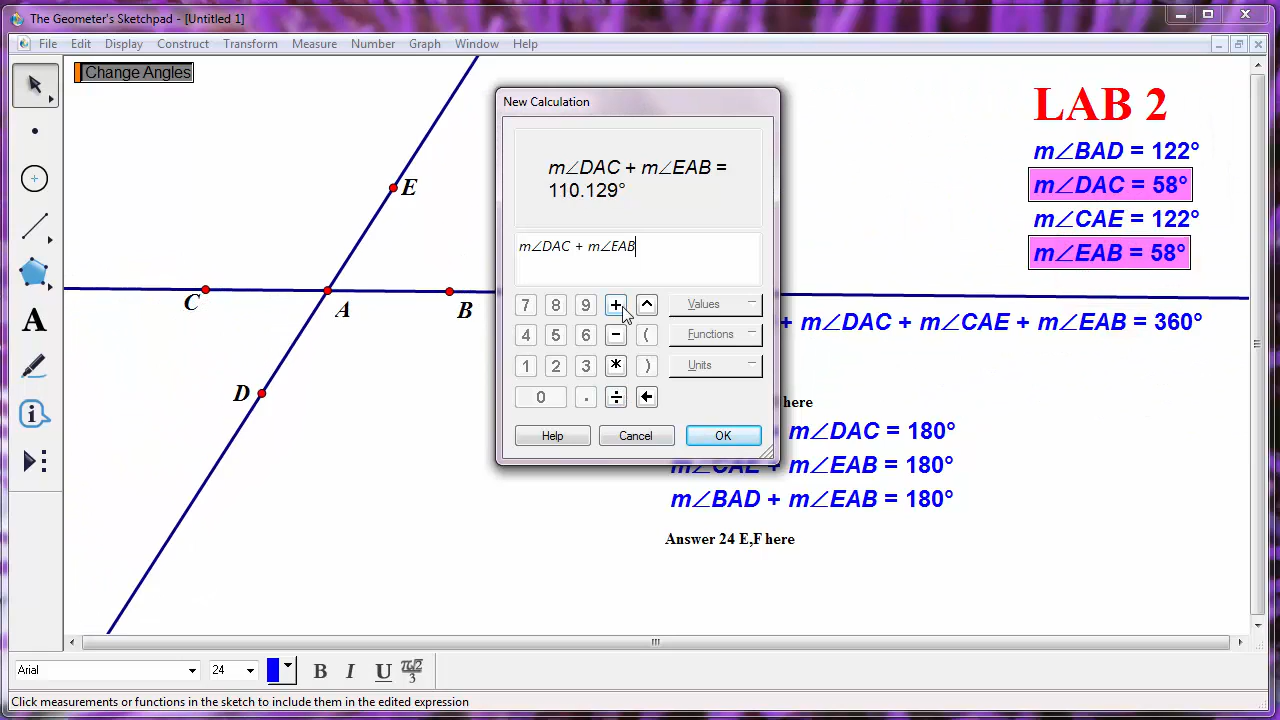 The Geometer's Sketchpad - [Untitled 1]
File Edit Display Construct Transform Measure Number Graph Window Help
Change Angles
New Calculation
m∠DAC + m∠EAB =
110.129°
m∠DAC + m∠EAB
7 8 9 + ^ Values
4 5 6 - ( Functions
1 2 3 * ) Units
0 . ÷ ←
Help Cancel OK
LAB 2
m∠BAD = 122°
m∠DAC = 58°
m∠CAE = 122°
m∠EAB = 58°
E
C
A
B
D
+ m∠DAC + m∠CAE + m∠EAB = 360°
here
m∠DAC = 180°
m∠CAE + m∠EAB = 180°
m∠BAD + m∠EAB = 180°
Answer 24 E,F here
A
Arial 24 B I U
Click measurements or functions in the sketch to include them in the edited expression